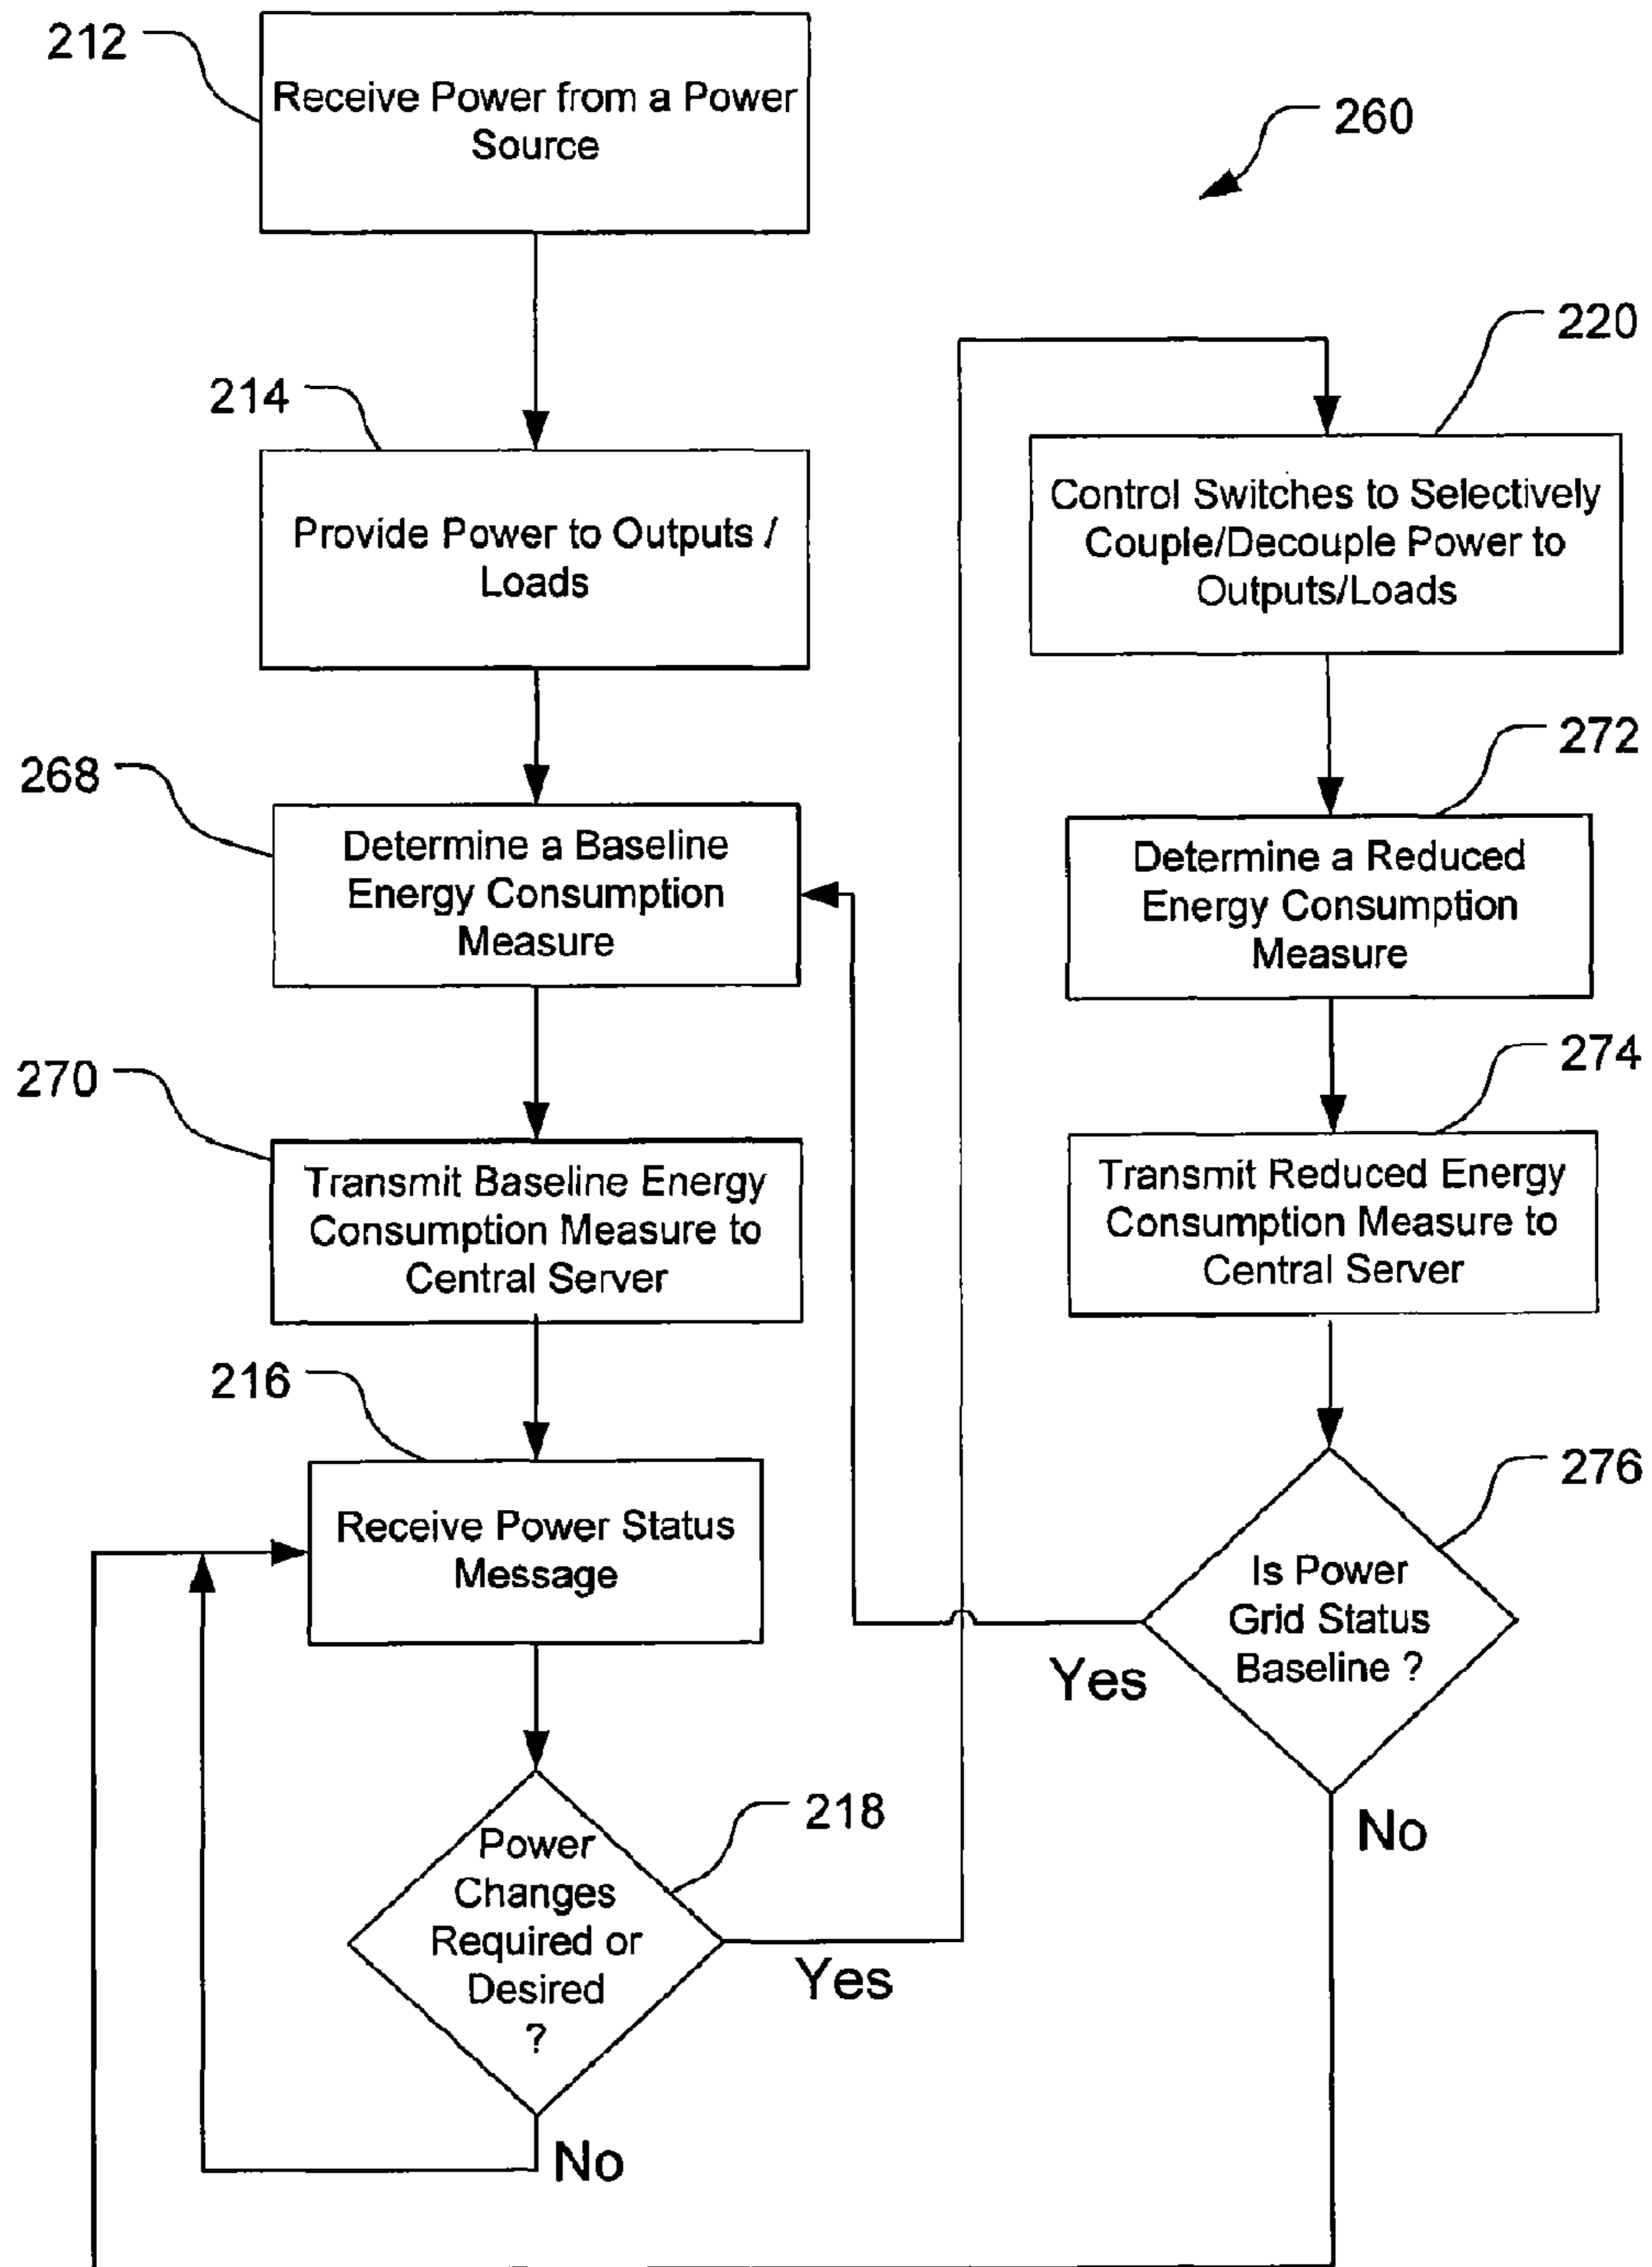 212
Receive Power from a Power
Source
260
214
Provide Power to Outputs /
Loads
268
Determine a Baseline
Energy Consumption
Measure
270
Transmit Baseline Energy
Consumption Measure to
Central Server
216
Receive Power Status
Message
218
Power
Changes
Required or
Desired
?
Yes
No
220
Control Switches to Selectively
Couple/Decouple Power to
Outputs/Loads
272
Determine a Reduced
Energy Consumption
Measure
274
Transmit Reduced Energy
Consumption Measure to
Central Server
276
Is Power
Grid Status
Baseline ?
Yes
No